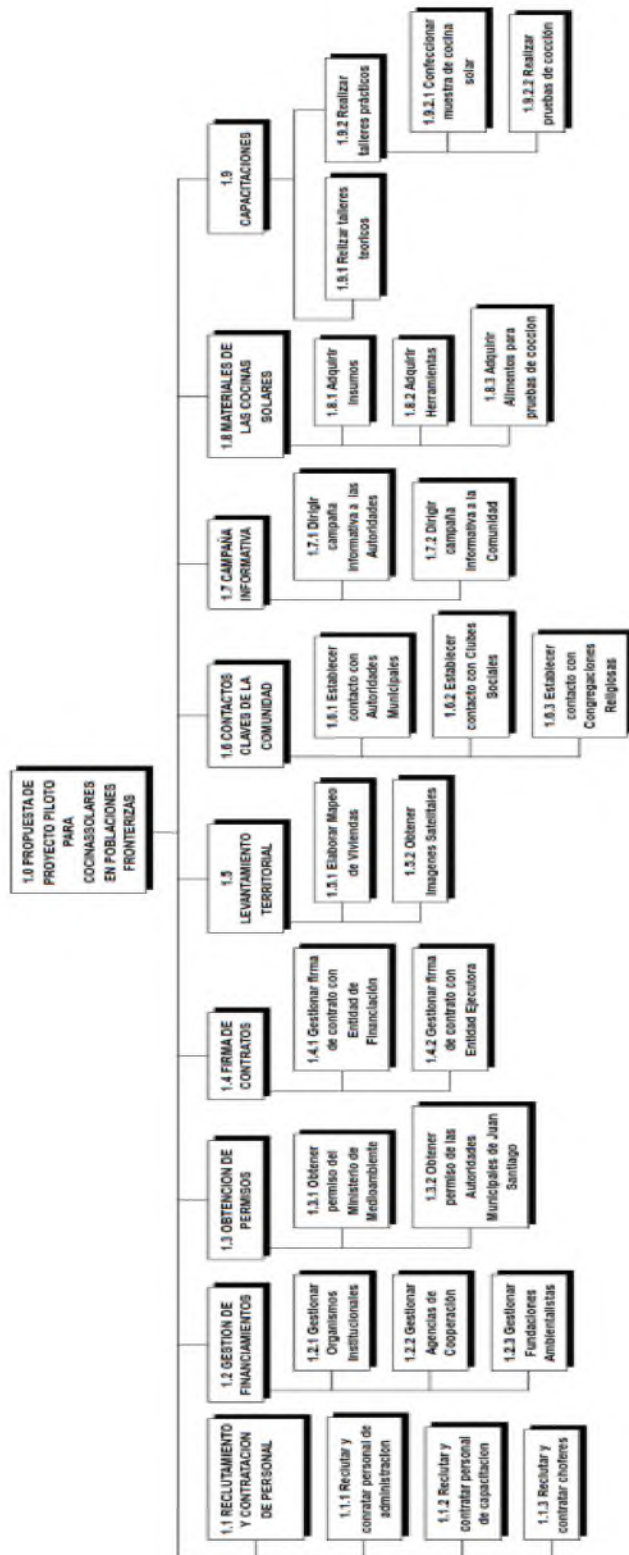 1.0 PROPUESTA DE
PROYECTO PILOTO
PARA
COCINASSOLARES
EN POBLACIONES
FRONTERIZAS
1.1 RECLUTAMIENTO
Y CONTRATACION
DE PERSONAL
1.1.1 Reclutar y
conratar personal de
administracion
1.1.2 Reclutar y
contratar personal
de capacitacion
1.1.3 Reclutar y
contratar choferes
1.2 GESTION DE
FINANCIAMIENTOS
1.2.1 Gestionar
Organismos
Institucionales
1.2.2 Gestionar
Agencias de
Cooperación
1.2.3 Gestionar
Fundaciones
Ambientalistas
1.3 OBTENCION DE
PERMISOS
1.3.1 Obtener
permiso del
Ministerio de
Medioambiente
1.3.2 Obtener
permiso de las
Autoridades
Municipales de Juan
Santiago
1.4 FIRMA DE
CONTRATOS
1.4.1 Gestionar firma
de contrato con
Entidad de
Financiación
1.4.2 Gestionar firma
de contrato con
Entidad Ejecutora
1.5
LEVANTAMIENTO
TERRITORIAL
1.5.1 Elaborar Mapeo
de Viviendas
1.5.2 Obtener
Imagenes Satelitales
1.6 CONTACTOS
CLAVES DE LA
COMUNIDAD
1.6.1 Establecer
contacto con
Autoridades
Municipales
1.6.2 Establecer
contacto con Clubes
Sociales
1.6.3 Establecer
contacto con
Congregaciones
Religiosas
1.7 CAMPAÑA
INFORMATIVA
1.7.1 Dirigir
campaña
Informativa a las
Autoridades
1.7.2 Dirigir
campaña
Informativa a la
Comunidad
1.8 MATERIALES DE
LAS COCINAS
SOLARES
1.8.1 Adquirir
Insumos
1.8.2 Adquirir
Herramientas
1.8.3 Adquirir
Alimentos para
pruebas de coccion
1.9
CAPACITACIONES
1.9.1 Relizar talleres
teoricos
1.9.2 Realizar
talleres prácticos
1.9.2.1 Confeccionar
muestra de cocina
solar
1.9.2.2 Realizar
pruebas de cocción